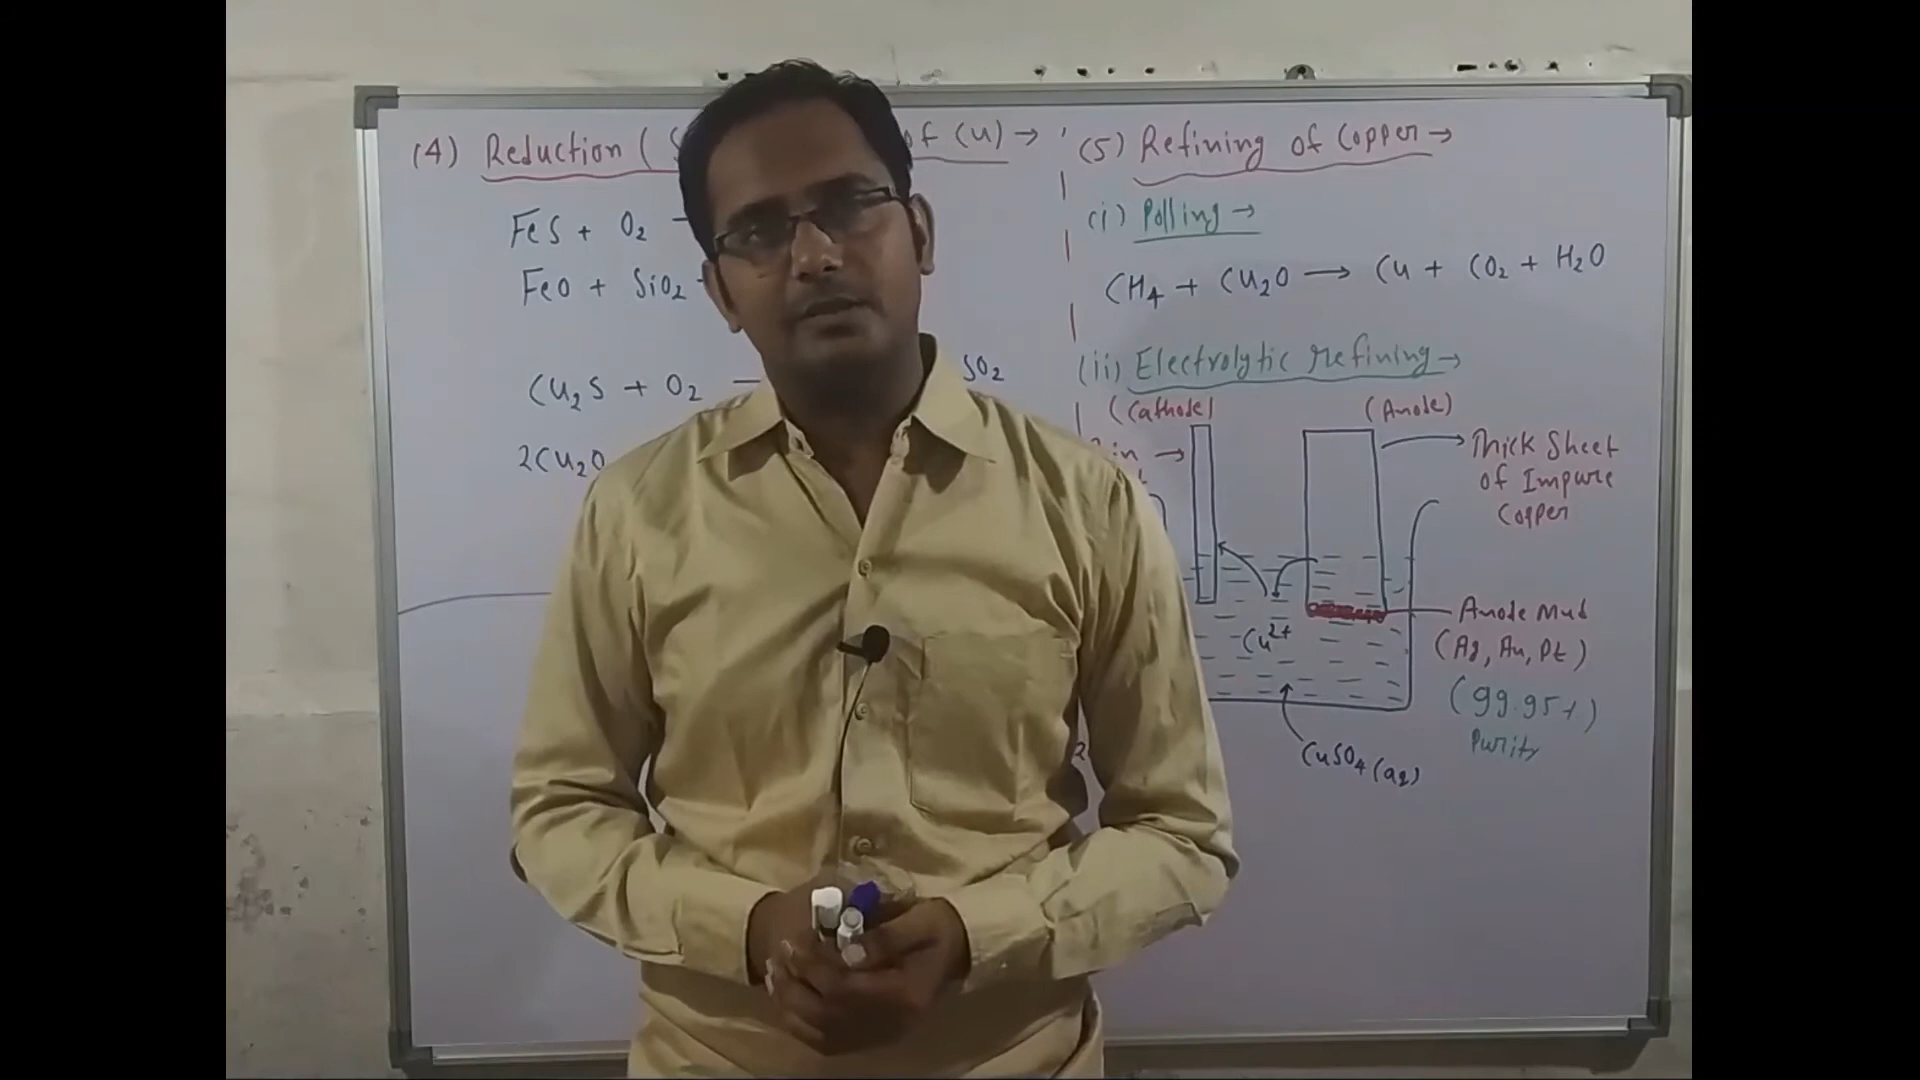 (4) Reduction ( of Cu) →
FeS + O₂
FeO + SiO₂
SO₂
Cu₂S + O₂ —
2Cu₂O
(5) Refining of Copper →
(i) Polling →
CH₄ + Cu₂O → Cu + CO₂ + H₂O
(ii) Electrolytic refining →
(Cathode) (Anode)
Thick Sheet
of Impure
Copper
Anode Mud
(Ag, Au, Pt)
Cu²⁺
(99.95%)
Purity
CuSO₄(aq)